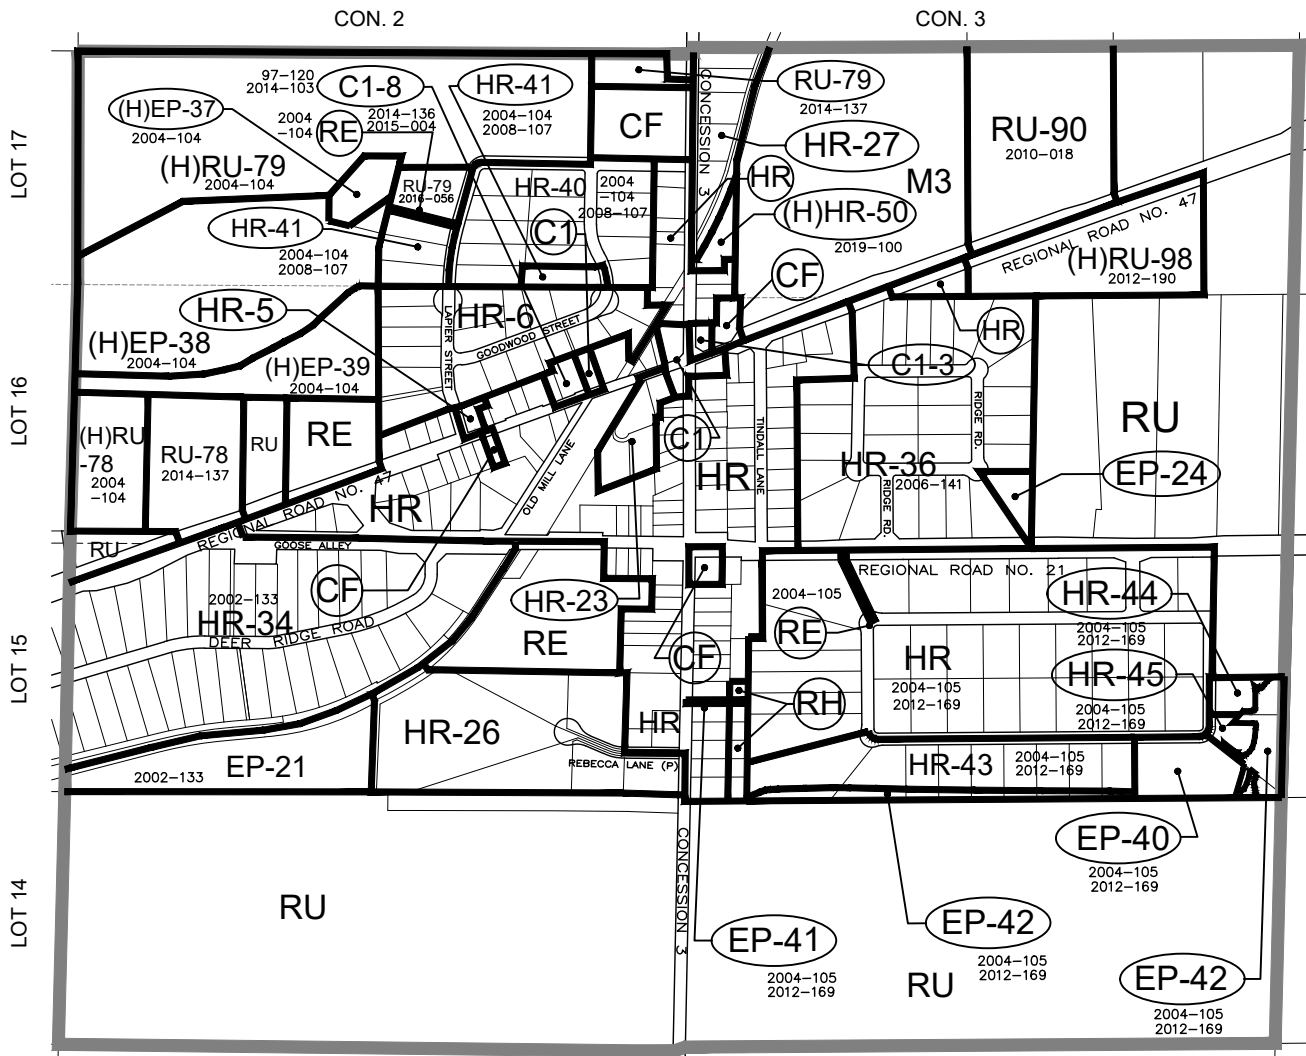 CON. 2
CON. 3
LOT 17
LOT 16
LOT 15
LOT 14
97-120
2014-103
C1-8
2014-136
2015-004
HR-41
2004-104
2008-107
(H)EP-37
2004-104
2004
-104
RE
(H)RU-79
2004-104
CF
RU-79
2014-137
CONCESSION 3
HR-27
RU-90
2010-018
M3
HR
RU-79
2016-056
HR-40
2004
-104
2008-107
C1
HR-41
2004-104
2008-107
(H)HR-50
2019-100
CF
REGIONAL ROAD NO. 47
(H)RU-98
2012-190
HR-5
HR-6
LAPIER STREET
GOODWOOD STREET
HR
C1-3
(H)EP-38
2004-104
(H)EP-39
2004-104
(H)RU
-78
2004
-104
RU-78
2014-137
RU
RE
C1
TINDALL LANE
RIDGE RD.
RU
HR
HR-36
2006-141
RIDGE RD.
EP-24
OLD MILL LANE
HR
REGIONAL ROAD NO. 47
RU
GOOSE ALLEY
REGIONAL ROAD NO. 21
CF
2002-133
HR-34
DEER RIDGE ROAD
HR-23
RE
2004-105
RE
HR-44
2004-105
2012-169
CF
HR
2004-105
2012-169
HR-45
2004-105
2012-169
RH
HR
HR-26
REBECCA LANE (P)
EP-21
2002-133
HR-43
2004-105
2012-169
EP-40
2004-105
2012-169
CONCESSION 3
RU
EP-41
2004-105
2012-169
EP-42
2004-105
2012-169
RU
EP-42
2004-105
2012-169